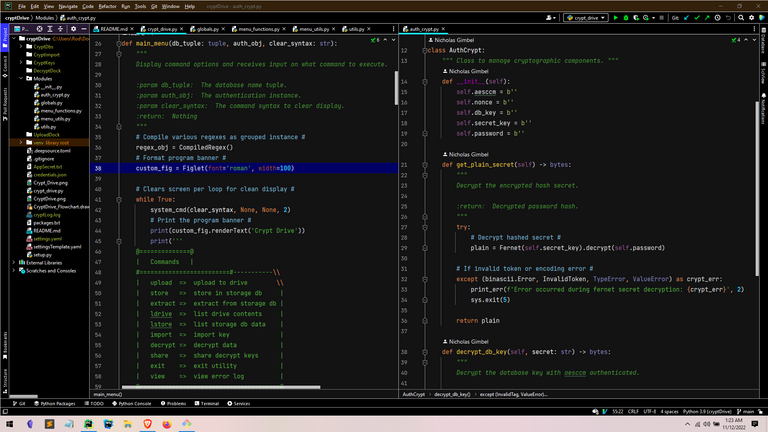 File Edit View Navigate Code Refactor Run Tools Git Window Help
cryptDrive - auth_crypt.py
cryptDrive
Modules
auth_crypt.py
crypt_drive
Git:
README.md
crypt_drive.py
globals.py
menu_functions.py
menu_utils.py
utils.py
auth_crypt.py
Project
Pull Requests
Bookmarks
Structure
cryptDrive
CryptDbs
CryptImport
CryptKeys
DecryptDock
Modules
__init__.py
auth_crypt.py
globals.py
menu_functions.py
menu_utils.py
utils.py
UploadDock
venv library root
.deepsource.toml
.gitignore
AppSecret.txt
credentials.json
Crypt_Drive.png
crypt_drive.py
CryptDrive.png
CryptDrive_Flowchart.draw
cryptLog.log
packages.txt
README.md
settings.yaml
settingsTemplate.yaml
setup.py
External Libraries
Scratches and Consoles
26 def main_menu(db_tuple: tuple, auth_obj, clear_syntax: str):
27 """
28 Display command options and receives input on what command to execute.
:param db_tuple: The database name tuple.
:param auth_obj: The authentication instance.
:param clear_syntax: The command syntax to clear display.
:return: Nothing
34 """
35 # Compile various regexes as grouped instance #
36 regex_obj = CompiledRegex()
37 # Format program banner #
38 custom_fig = Figlet(font='roman', width=100)
39
40 # Clears screen per loop for clean display #
41 while True:
42 system_cmd(clear_syntax, None, None, 2)
43 # Print the program banner #
44 print(custom_fig.renderText('Crypt Drive'))
45 print('''
46 @==============@
47 | Commands |
48 #==========================#-----------\\
49 | upload => upload to drive \\
50 | store => store in storage db |
51 | extract => extract from storage db |
52 | ldrive => list drive contents |
53 | lstore => list storage db data |
54 | import => import key |
55 | decrypt => decrypt data |
56 | share => share decrypt keys |
57 | exit => exit utility |
58 | view => view error log |
59
main_menu()
6
Nicholas Gimbel
12 class AuthCrypt:
13 """ Class to manage cryptographic components. """
Nicholas Gimbel
14 def __init__(self):
15 self.aesccm = b''
16 self.nonce = b''
17 self.db_key = b''
18 self.secret_key = b''
19 self.password = b''
20
Nicholas Gimbel
21 def get_plain_secret(self) -> bytes:
22 """
23 Decrypt the encrypted hash secret.
24
25 :return: Decrypted password hash.
26 """
27 try:
28 # Decrypt hashed secret #
29 plain = Fernet(self.secret_key).decrypt(self.password)
30
31 # If invalid token or encoding error #
32 except (binascii.Error, InvalidToken, TypeError, ValueError) as crypt_err:
33 print_err(f'Error occurred during fernet secret decryption: {crypt_err}', 2)
34 sys.exit(5)
35
36 return plain
37
Nicholas Gimbel
38 def decrypt_db_key(self, secret: str) -> bytes:
39 """
40 Decrypt the database key with aesccm authenticated.
41
AuthCrypt
decrypt_db_key()
except (InvalidTag, ValueError)...
4
Database
SciView
Notifications
Git
Python Packages
TODO
Python Console
Problems
Terminal
Services
55:22 CRLF UTF-8 4 spaces Python 3.9 (cryptDrive) main
1:23 AM
11/12/2022